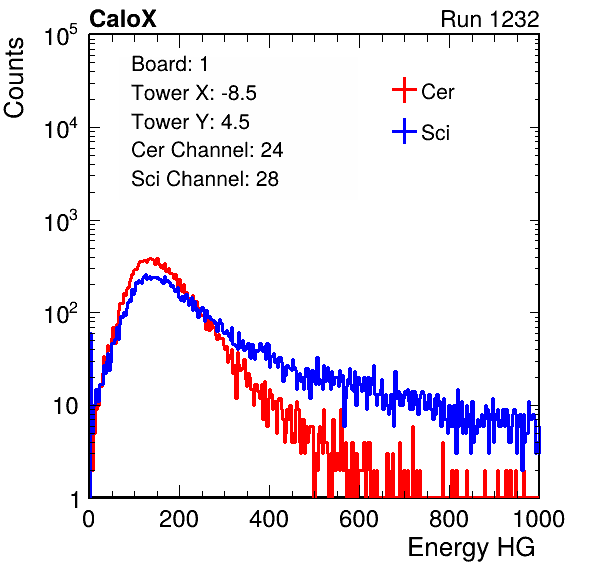 CaloX Run 1232
Counts
10^5
10^4
10^3
10^2
10
1
Board: 1
Tower X: -8.5
Tower Y: 4.5
Cer Channel: 24
Sci Channel: 28
Cer
Sci
0 200 400 600 800 1000
Energy HG